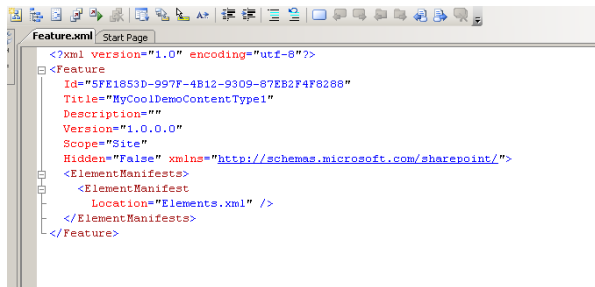 Feature.xml Start Page
<?xml version="1.0" encoding="utf-8"?>
<Feature
Id="5FE1853D-997F-4B12-9309-87EB2F4F8288"
Title="MyCoolDemoContentType1"
Description=""
Version="1.0.0.0"
Scope="Site"
Hidden="False" xmlns="http://schemas.microsoft.com/sharepoint/">
<ElementManifests>
<ElementManifest
Location="Elements.xml" />
</ElementManifests>
</Feature>